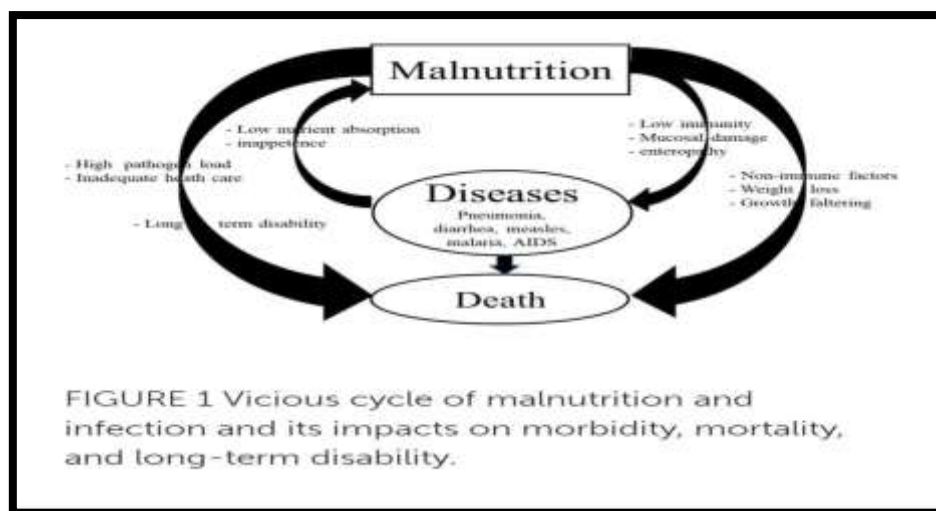 Malnutrition
- Low nutrient absorption
- inappetence
- Low immunity
- Mucosal damage
- enteropathy
- High pathogen load
- Inadequate heath care
- Non-immune factors
- Weight loss
- Growth faltering
Diseases
Pneumonia,
diarrhea, measles,
malaria, AIDS
- Long term disability
Death
FIGURE 1 Vicious cycle of malnutrition and
infection and its impacts on morbidity, mortality,
and long-term disability.